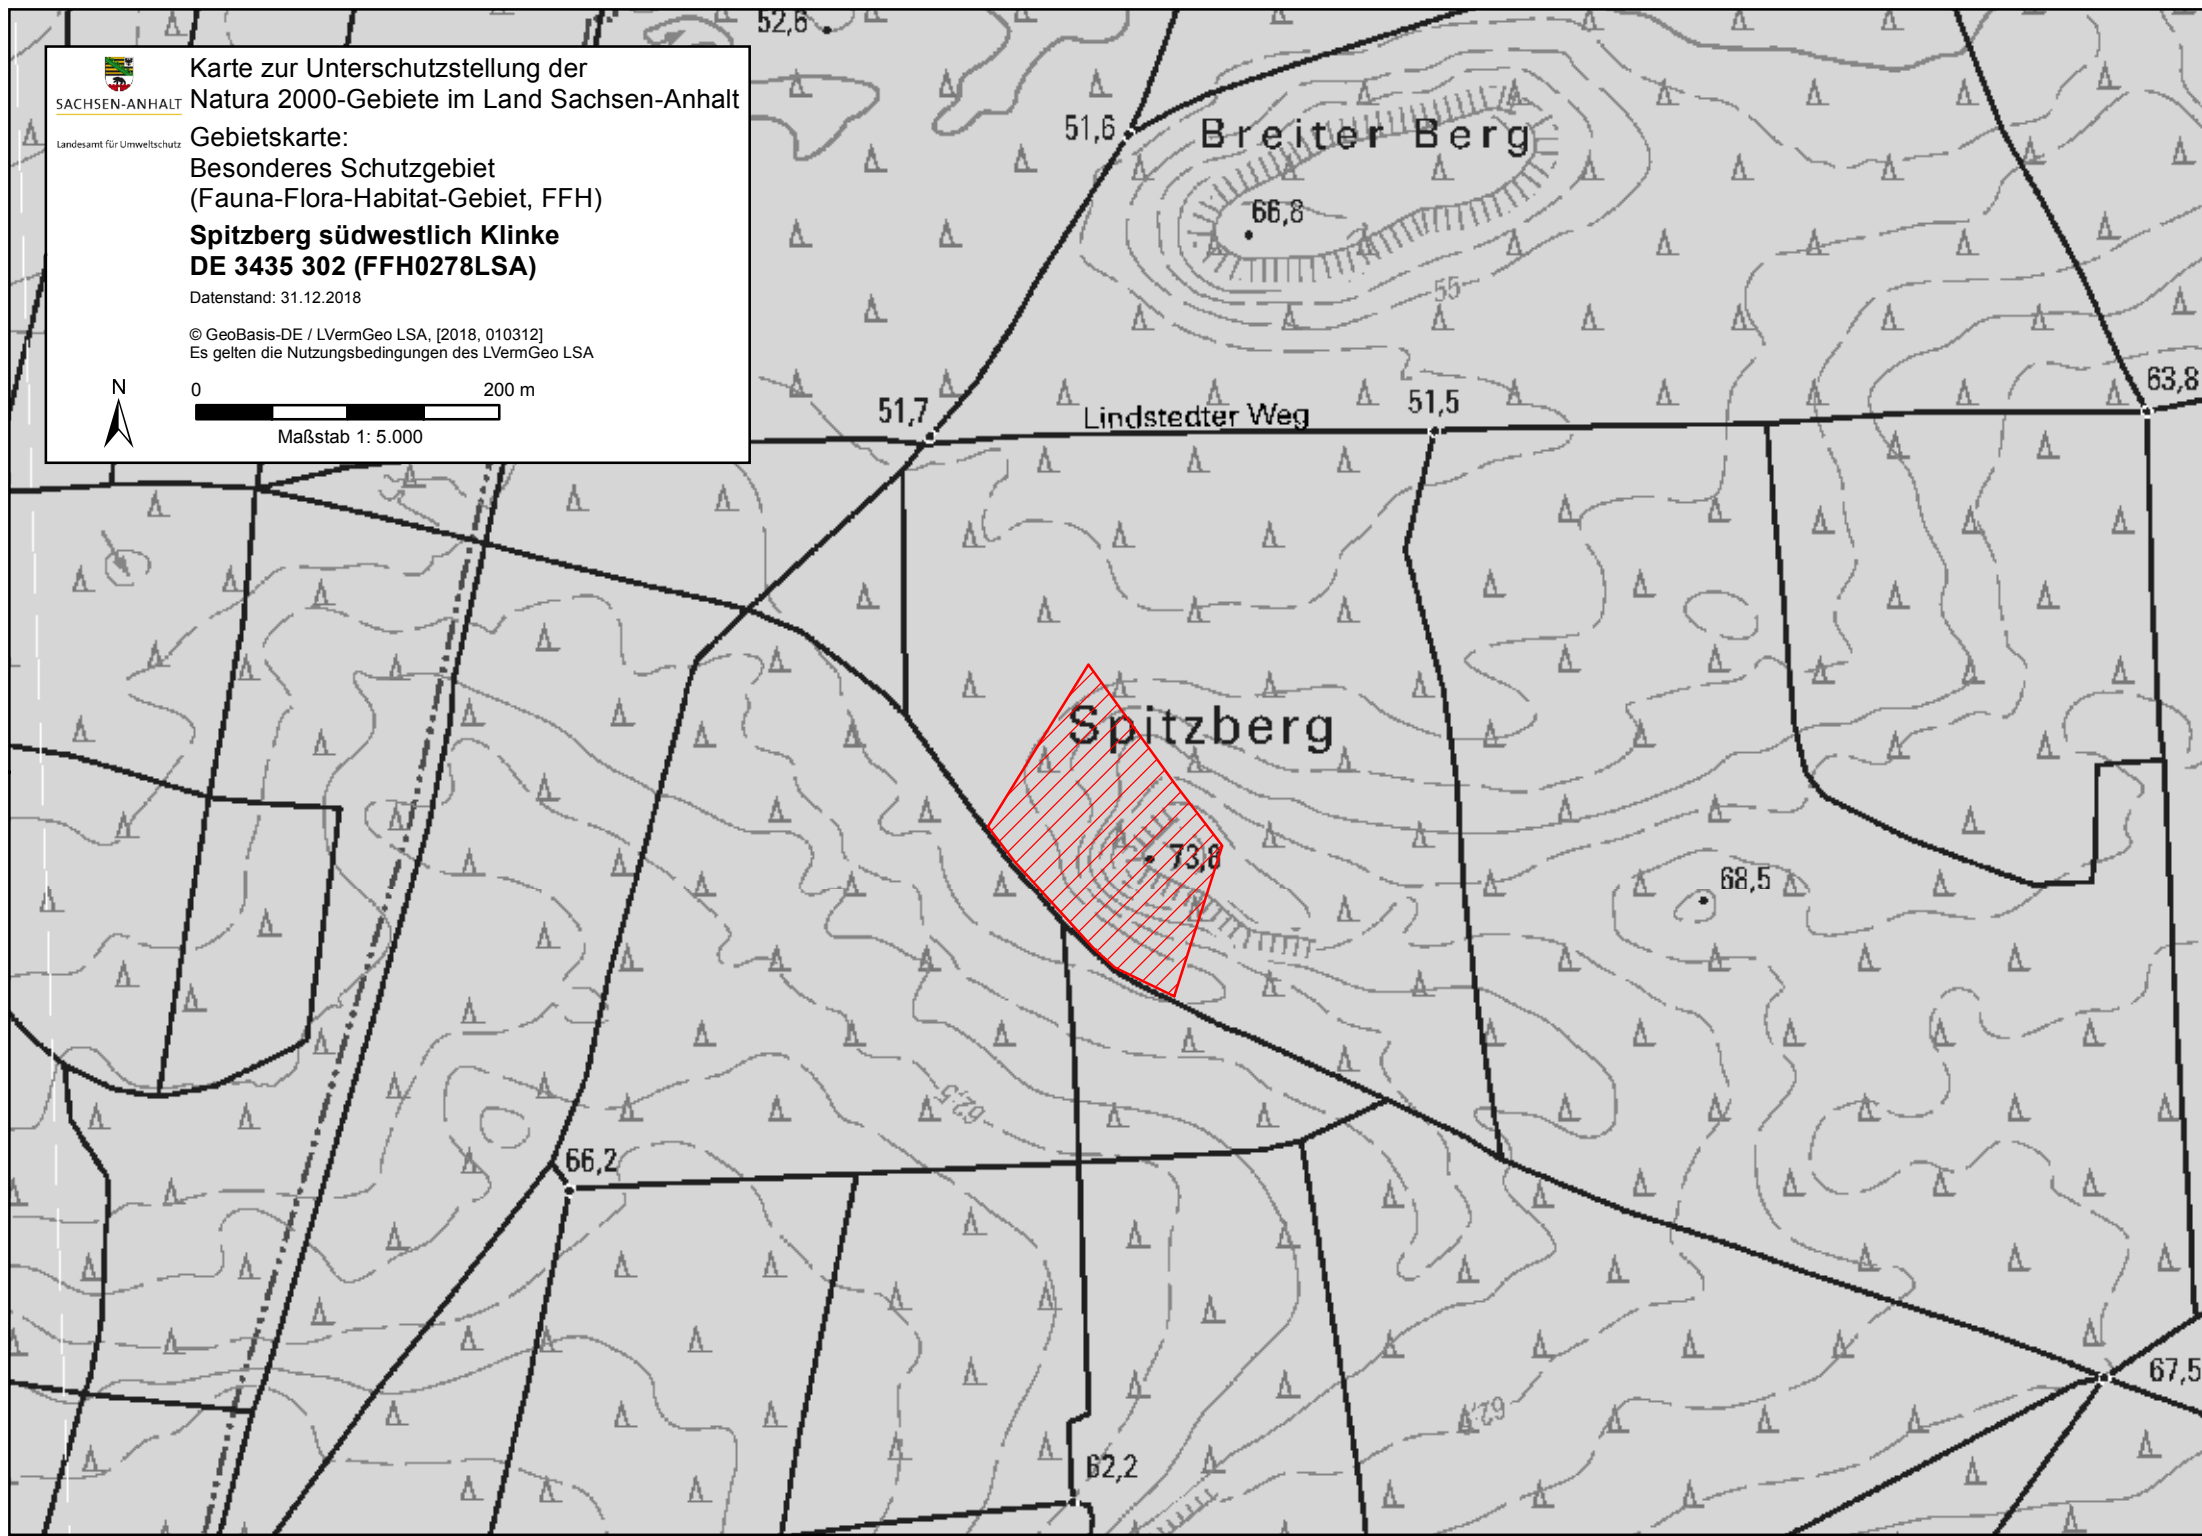 SACHSEN-ANHALT
Landesamt für Umweltschutz
Karte zur Unterschutzstellung der
Natura 2000-Gebiete im Land Sachsen-Anhalt
Gebietskarte:
Besonderes Schutzgebiet
(Fauna-Flora-Habitat-Gebiet, FFH)
Spitzberg südwestlich Klinke
DE 3435 302 (FFH0278LSA)
Datenstand: 31.12.2018
© GeoBasis-DE / LVermGeo LSA, [2018, 010312]
Es gelten die Nutzungsbedingungen des LVermGeo LSA
N
0 200 m
Maßstab 1: 5.000
52,6
51,6
Breiter Berg
66,8
55
63,8
51,7
Lindstedter Weg
51,5
Spitzberg
73,8
68,5
62,5
66,2
67,5
62,5
62,2